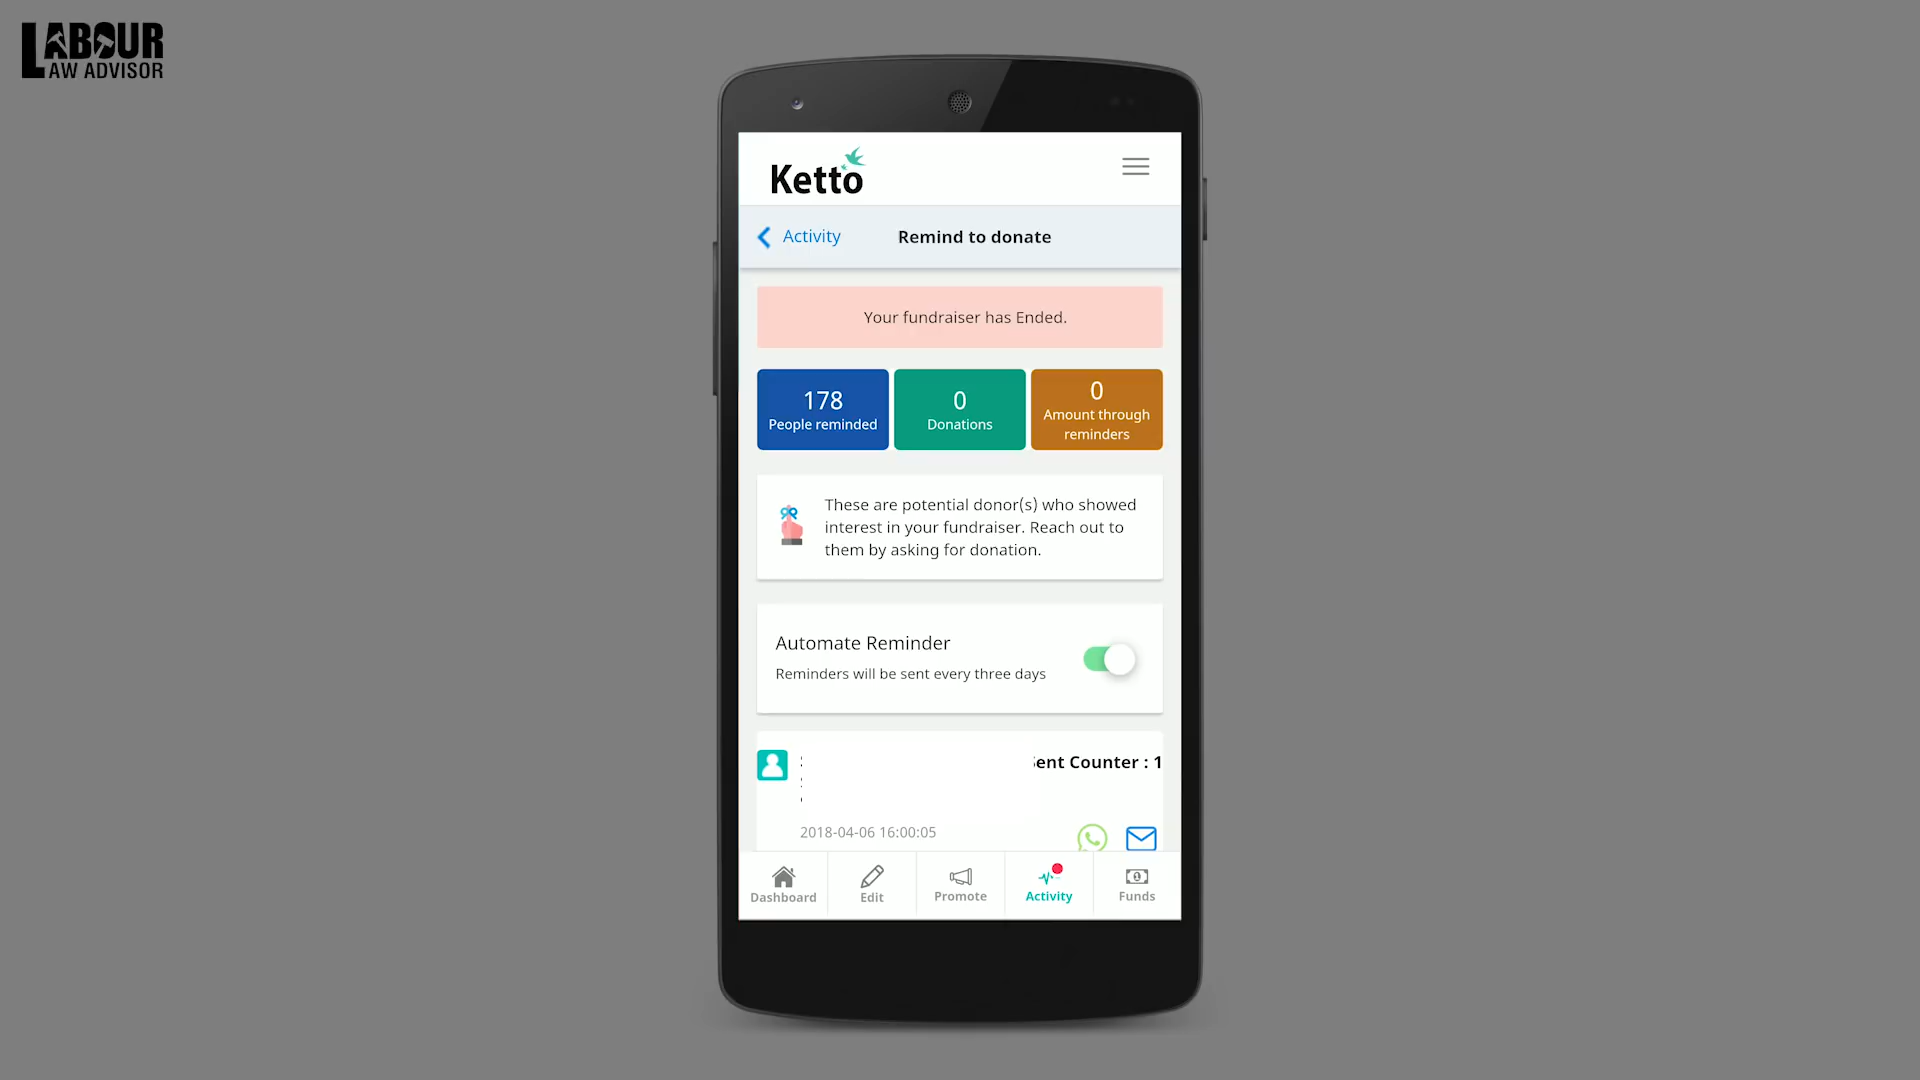 LABOUR
LAW ADVISOR
Ketto
Activity
Remind to donate
Your fundraiser has Ended.
178
People reminded
0
Donations
0
Amount through
reminders
These are potential donor(s) who showed
interest in your fundraiser. Reach out to
them by asking for donation.
Automate Reminder
Reminders will be sent every three days
Counter : 1
2018-04-06 16:00:05
Dashboard
Edit
Promote
Activity
Funds